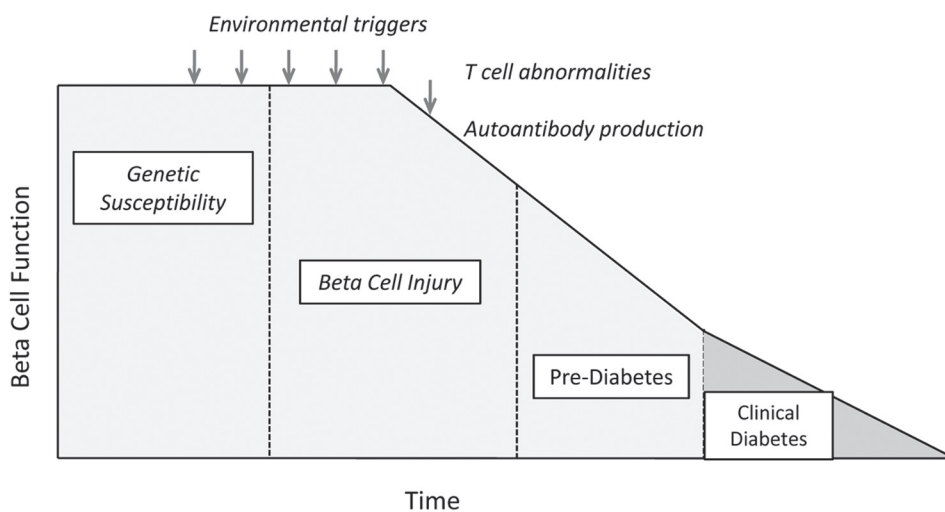 Environmental triggers
T cell abnormalities
Autoantibody production
Genetic
Susceptibility
Beta Cell Injury
Pre-Diabetes
Clinical
Diabetes
Beta Cell Function
Time